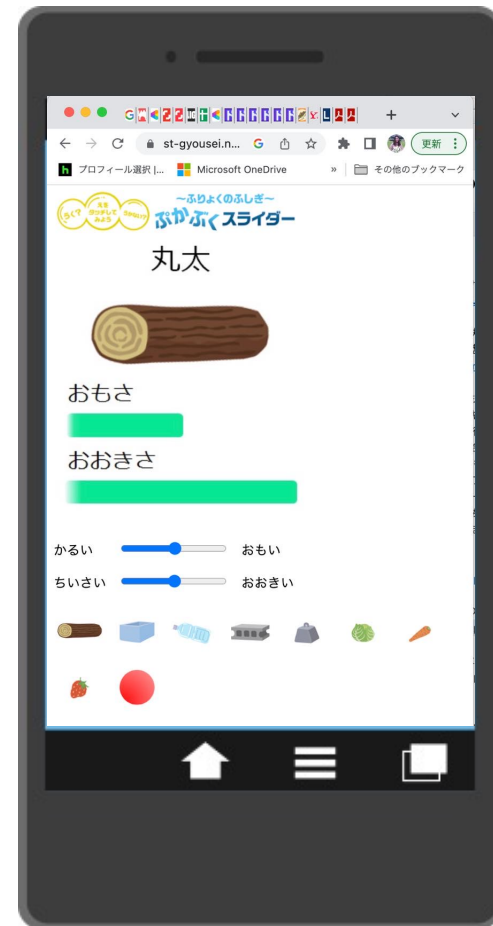 st-gyousei.n...
更新
プロフィール選択 |...
Microsoft OneDrive
»
その他のブックマーク
~ふりょくのふしぎ~
ぷかぶくスライダー
丸太
おもさ
おおきさ
かるい
おもい
ちいさい
おおきい